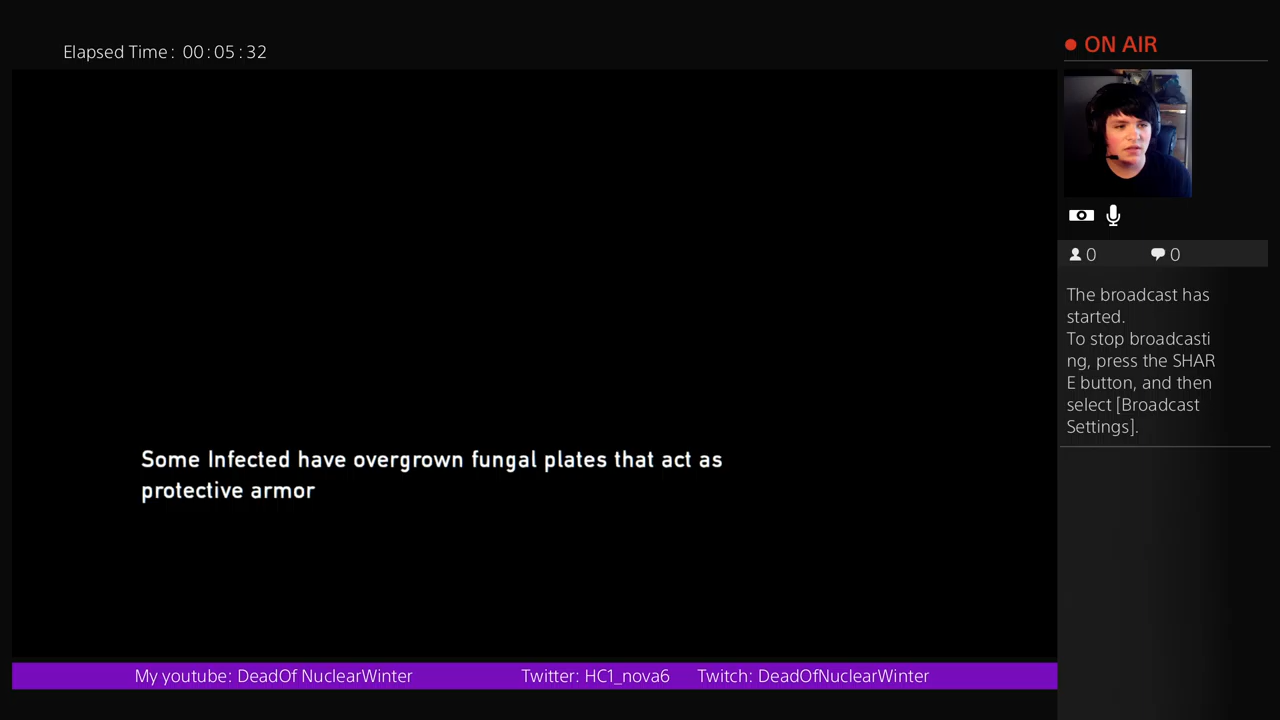 Elapsed Time: 00:05:32
ON AIR
0 0
The broadcast has
started.
To stop broadcasti
ng, press the SHAR
E button, and then
select [Broadcast
Settings].
Some Infected have overgrown fungal plates that act as
protective armor
My youtube: DeadOf NuclearWinter Twitter: HC1_nova6 Twitch: DeadOfNuclearWinter